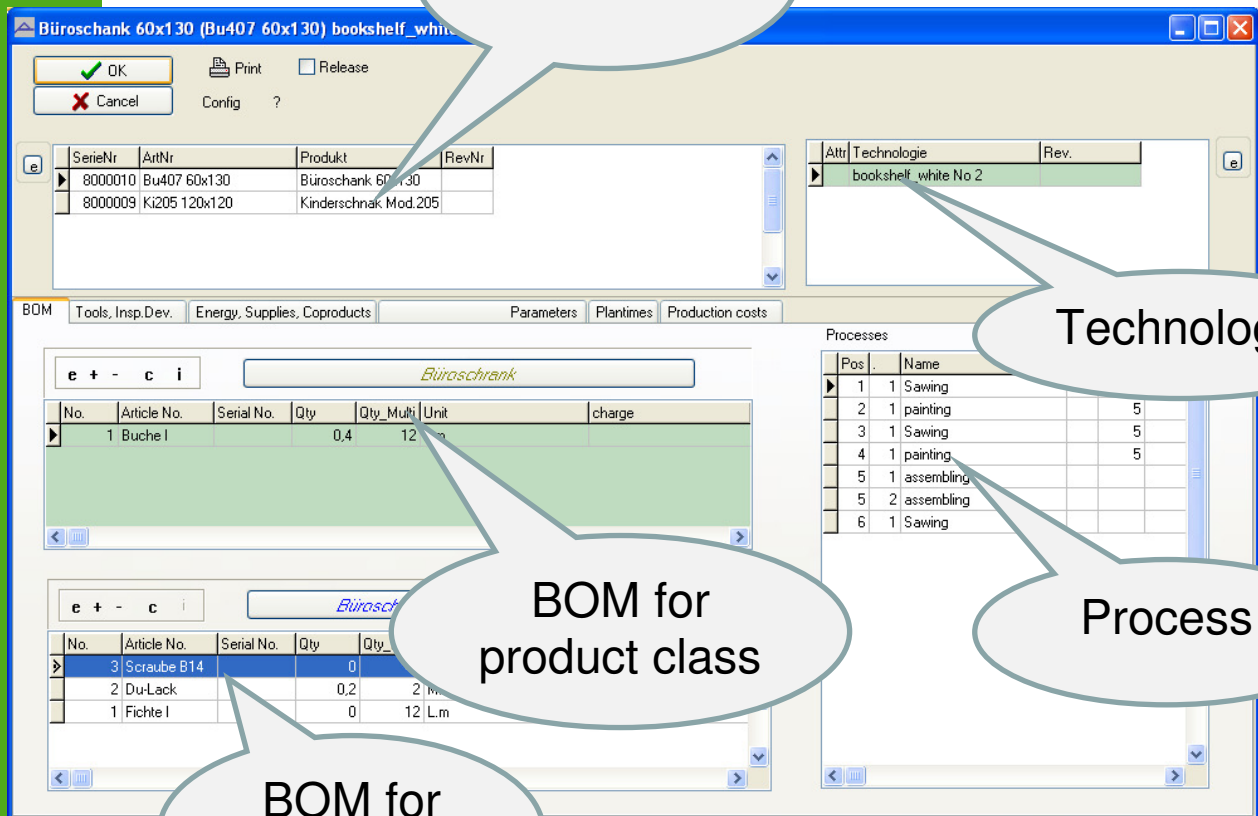 Büroschank 60x130 (Bu407 60x130) bookshelf_white
OK
Print
Release
Cancel
Config
?
e
SerieNr ArtNr Produkt RevNr
8000010 Bu407 60x130 Büroschank 60x130
8000009 Ki205 120x120 Kinderschnak Mod.205
Attr Technologie Rev.
bookshelf_white No 2
e
BOM
Tools, Insp.Dev.
Energy, Supplies, Coproducts
Parameters
Plantimes
Production costs
e + - c i
Büroschrank
No. Article No. Serial No. Qty Qty_Multi Unit charge
1 Buche I 0,4 12
Processes
Pos . Name
1 1 Sawing
2 1 painting 5
3 1 Sawing 5
4 1 painting 5
5 1 assembling
5 2 assembling
6 1 Sawing
e + - c i
No. Article No. Serial No. Qty
3 Scraube B14 0
2 Du-Lack 0,2 2
1 Fichte I 0 12 L.m
Technolog
BOM for
product class
Process
BOM for